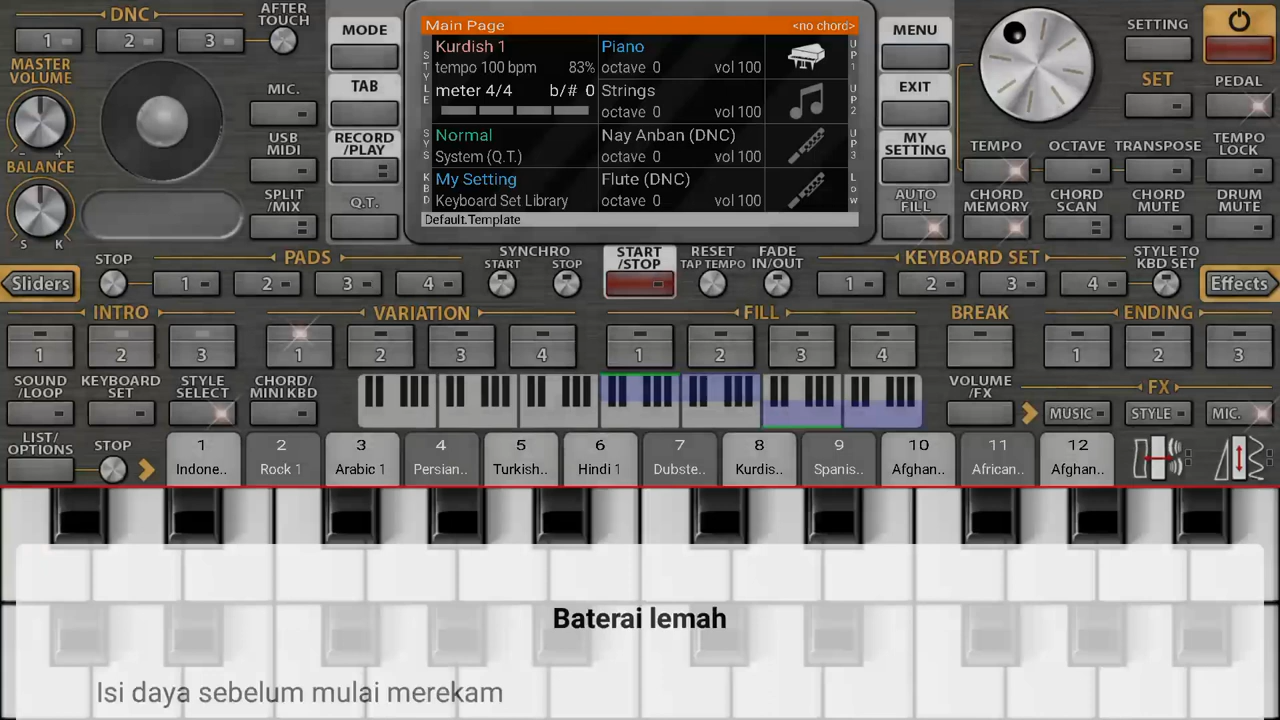 DNC
AFTER TOUCH
1 2 3
MASTER VOLUME
- +
BALANCE
S K
MIC.
USB MIDI
SPLIT /MIX
MODE
TAB
RECORD /PLAY
Q.T.
Main Page <no chord>
STYLE
Kurdish 1
tempo 100 bpm 83%
meter 4/4 b/# 0
SYS
Normal
System (Q.T.)
KBD
My Setting
Keyboard Set Library
Piano
octave 0 vol 100
UP1
Strings
octave 0 vol 100
UP2
Nay Anban (DNC)
octave 0 vol 100
UP3
Flute (DNC)
octave 0 vol 100
Low
Default.Template
MENU
EXIT
MY SETTING
AUTO FILL
SETTING
SET
PEDAL
TEMPO OCTAVE TRANSPOSE TEMPO LOCK
CHORD MEMORY CHORD SCAN CHORD MUTE DRUM MUTE
Sliders
STOP
PADS
1 2 3 4
SYNCHRO
START STOP
START /STOP
RESET TAP TEMPO
FADE IN/OUT
KEYBOARD SET
1 2 3 4
STYLE TO KBD SET
Effects
INTRO VARIATION FILL BREAK ENDING
1 2 3 1 2 3 4 1 2 3 4 1 2 3
SOUND /LOOP
KEYBOARD SET
STYLE SELECT
CHORD/ MINI KBD
VOLUME /FX
FX
MUSIC STYLE MIC.
LIST/ OPTIONS
STOP
1 2 3 4 5 6 7 8 9 10 11 12
Indone.. Rock 1 Arabic 1 Persian.. Turkish.. Hindi 1 Dubste.. Kurdis.. Spanis.. Afghan.. African.. Afghan..
Baterai lemah
Isi daya sebelum mulai merekam